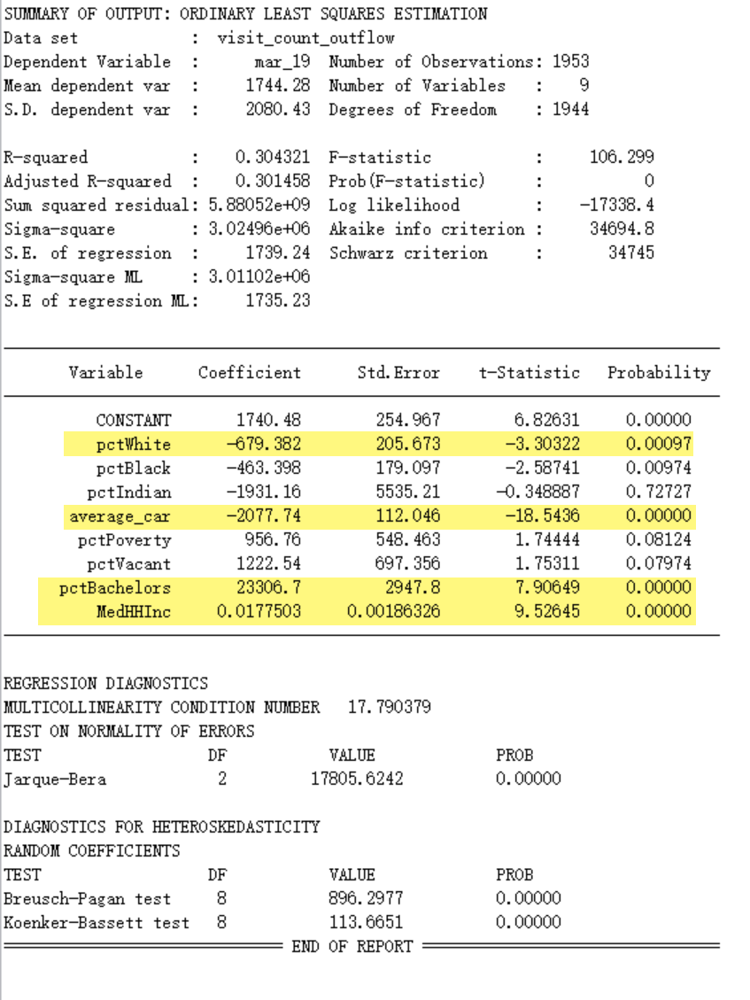 SUMMARY OF OUTPUT: ORDINARY LEAST SQUARES ESTIMATION
Data set : visit_count_outflow
Dependent Variable : mar_19 Number of Observations: 1953
Mean dependent var : 1744.28 Number of Variables : 9
S.D. dependent var : 2080.43 Degrees of Freedom : 1944
R-squared : 0.304321 F-statistic : 106.299
Adjusted R-squared : 0.301458 Prob(F-statistic) : 0
Sum squared residual: 5.88052e+09 Log likelihood : -17338.4
Sigma-square : 3.02496e+06 Akaike info criterion : 34694.8
S.E. of regression : 1739.24 Schwarz criterion : 34745
Sigma-square ML : 3.01102e+06
S.E of regression ML: 1735.23
Variable Coefficient Std.Error t-Statistic Probability
CONSTANT 1740.48 254.967 6.82631 0.00000
pctWhite -679.382 205.673 -3.30322 0.00097
pctBlack -463.398 179.097 -2.58741 0.00974
pctIndian -1931.16 5535.21 -0.348887 0.72727
average_car -2077.74 112.046 -18.5436 0.00000
pctPoverty 956.76 548.463 1.74444 0.08124
pctVacant 1222.54 697.356 1.75311 0.07974
pctBachelors 23306.7 2947.8 7.90649 0.00000
MedHHInc 0.0177503 0.00186326 9.52645 0.00000
REGRESSION DIAGNOSTICS
MULTICOLLINEARITY CONDITION NUMBER 17.790379
TEST ON NORMALITY OF ERRORS
TEST DF VALUE PROB
Jarque-Bera 2 17805.6242 0.00000
DIAGNOSTICS FOR HETEROSKEDASTICITY
RANDOM COEFFICIENTS
TEST DF VALUE PROB
Breusch-Pagan test 8 896.2977 0.00000
Koenker-Bassett test 8 113.6651 0.00000
END OF REPORT